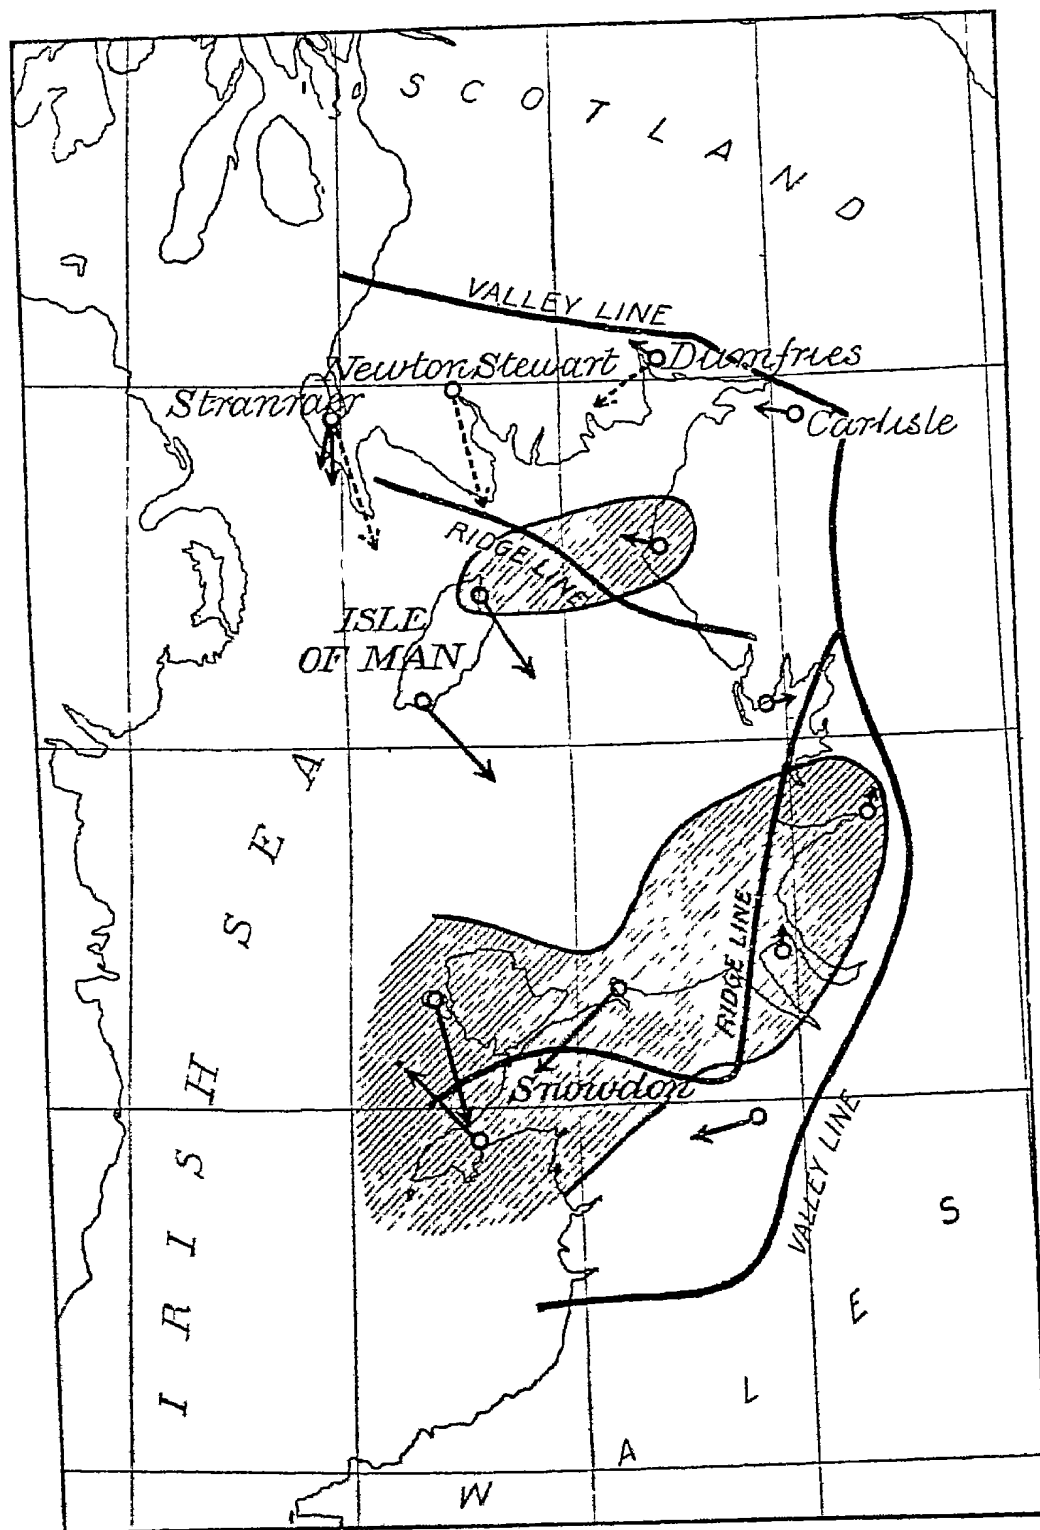 SCOTLAND
VALLEY LINE
Newton Stewart
Dumfries
Stranraer
Carlisle
RIDGE LINE
ISLE
OF MAN
IRISH SEA
RIDGE LINE
Snowdon
VALLEY LINE
WALES